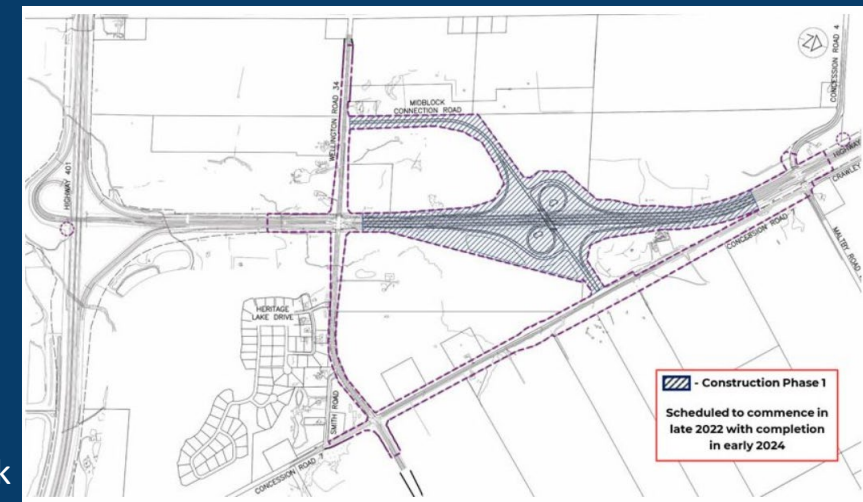 CONCESSION ROAD 4
WELLINGTON ROAD 34
MIDBLOCK
CONNECTION ROAD
HIGHWAY 401
HIGHWAY
CRAWLEY
CONCESSION ROAD
MALTBY ROAD
HERITAGE
LAKE DRIVE
SMITH ROAD
CONCESSION ROAD 7
- Construction Phase 1
Scheduled to commence in
late 2022 with completion
in early 2024
k